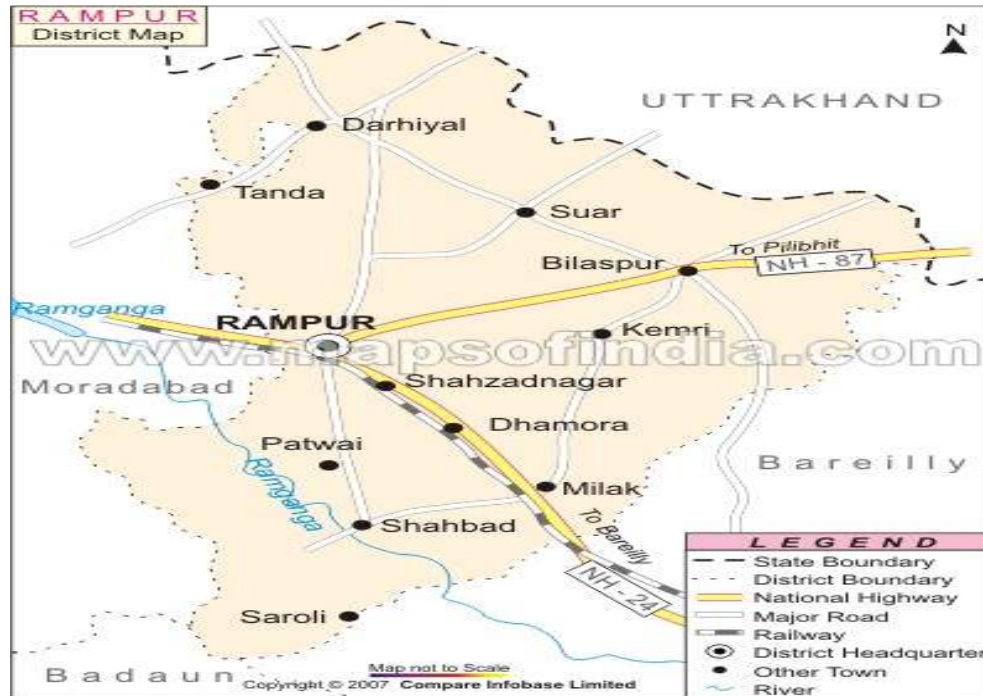 RAMPUR
District Map
N
UTTRAKHAND
Darhiyal
Tanda
Suar
To Pilibhit
Bilaspur
NH - 87
Ramganga
RAMPUR
Kemri
www.mapsofindia.com
Moradabad
Shahzadnagar
Dhamora
Patwai
Ramganga
Bareilly
Milak
Shahbad
To Bareilly
NH - 24
Saroli
Badaun
Map not to Scale
Copyright © 2007 Compare Infobase Limited
LEGEND
State Boundary
District Boundary
National Highway
Major Road
Railway
District Headquarter
Other Town
River